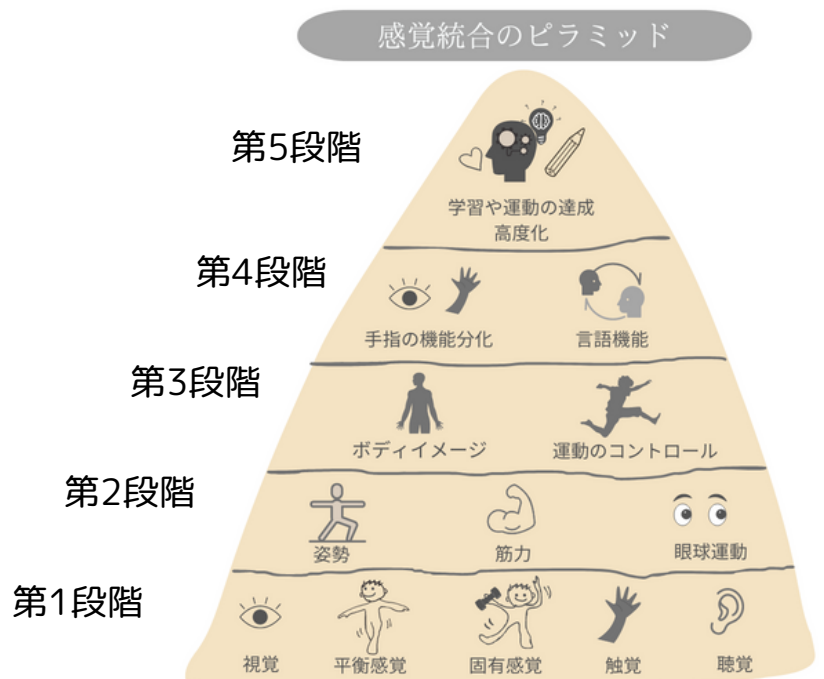 感覚統合のピラミッド
第5段階
学習や運動の達成
高度化
第4段階
手指の機能分化 言語機能
第3段階
ボディイメージ 運動のコントロール
第2段階
姿勢 筋力 眼球運動
第1段階
視覚 平衡感覚 固有感覚 触覚 聴覚